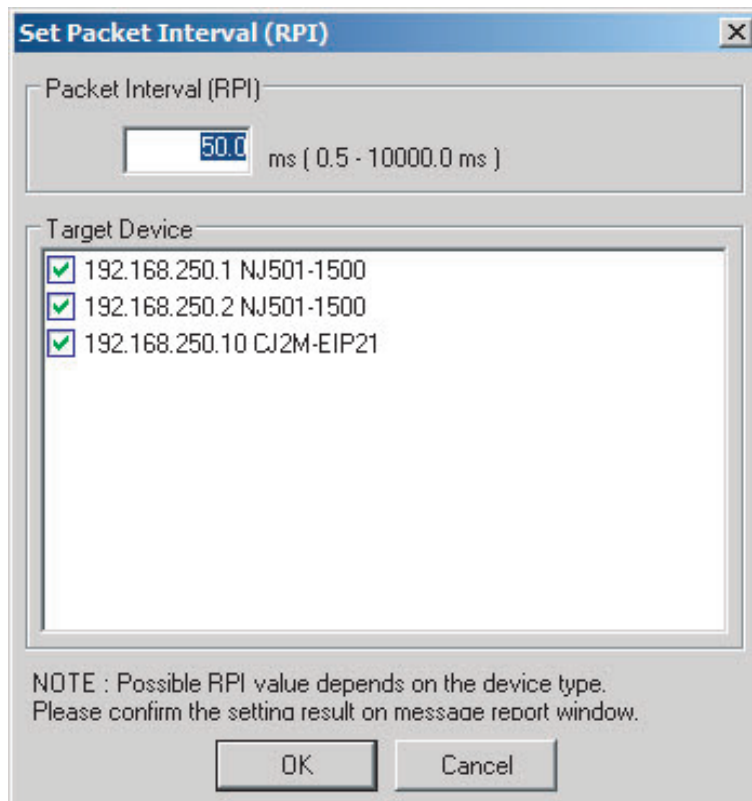 Set Packet Interval (RPI)
Packet Interval (RPI)
50.0 ms ( 0.5 - 10000.0 ms )
Target Device
192.168.250.1 NJ501-1500
192.168.250.2 NJ501-1500
192.168.250.10 CJ2M-EIP21
NOTE : Possible RPI value depends on the device type.
Please confirm the setting result on message report window.
OK Cancel